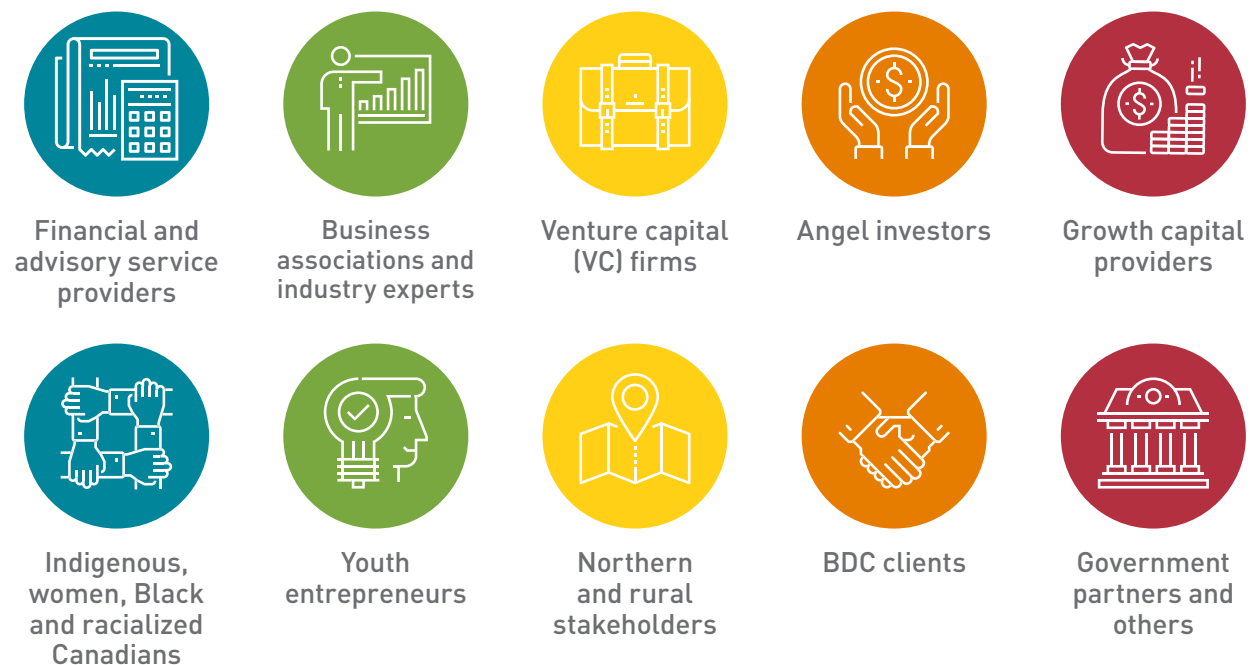 Financial and
advisory service
providers
Business
associations and
industry experts
Venture capital
(VC) firms
Angel investors
Growth capital
providers
Indigenous,
women, Black
and racialized
Canadians
Youth
entrepreneurs
Northern
and rural
stakeholders
BDC clients
Government
partners and
others